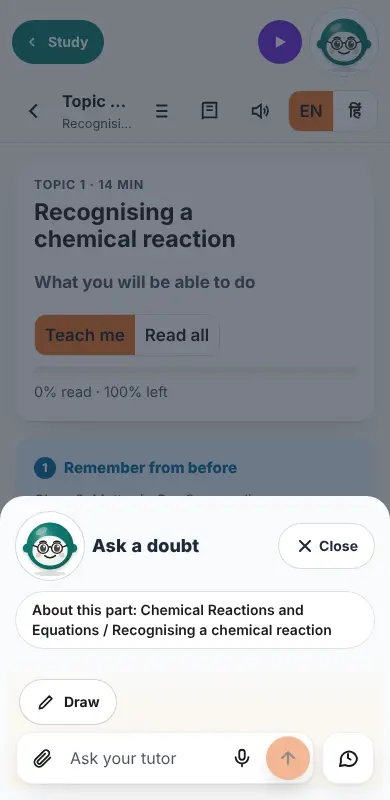 Study
Topic ...
Recognisi...
EN
हिं
TOPIC 1 · 14 MIN
Recognising a
chemical reaction
What you will be able to do
Teach me
Read all
0% read · 100% left
1
Remember from before
Ask a doubt
Close
About this part: Chemical Reactions and
Equations / Recognising a chemical reaction
Draw
Ask your tutor